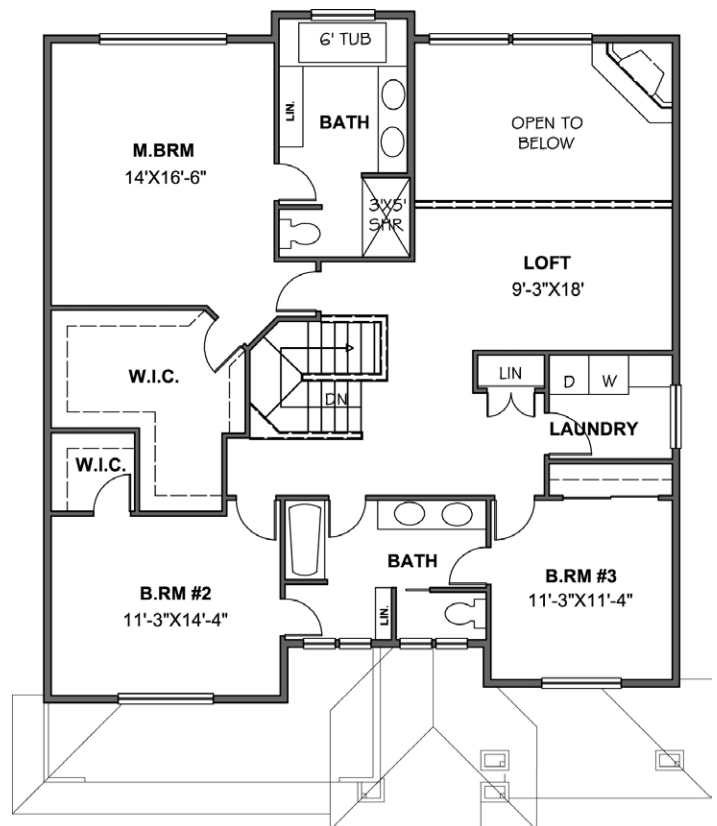 6' TUB
LIN.
BATH
M.BRM
14'X16'-6"
OPEN TO
BELOW
3'X5'
SHR
LOFT
9'-3"X18'
W.I.C.
LIN
D
W
DN
LAUNDRY
W.I.C.
BATH
B.RM #2
11'-3"X14'-4"
B.RM #3
11'-3"X11'-4"
LIN.